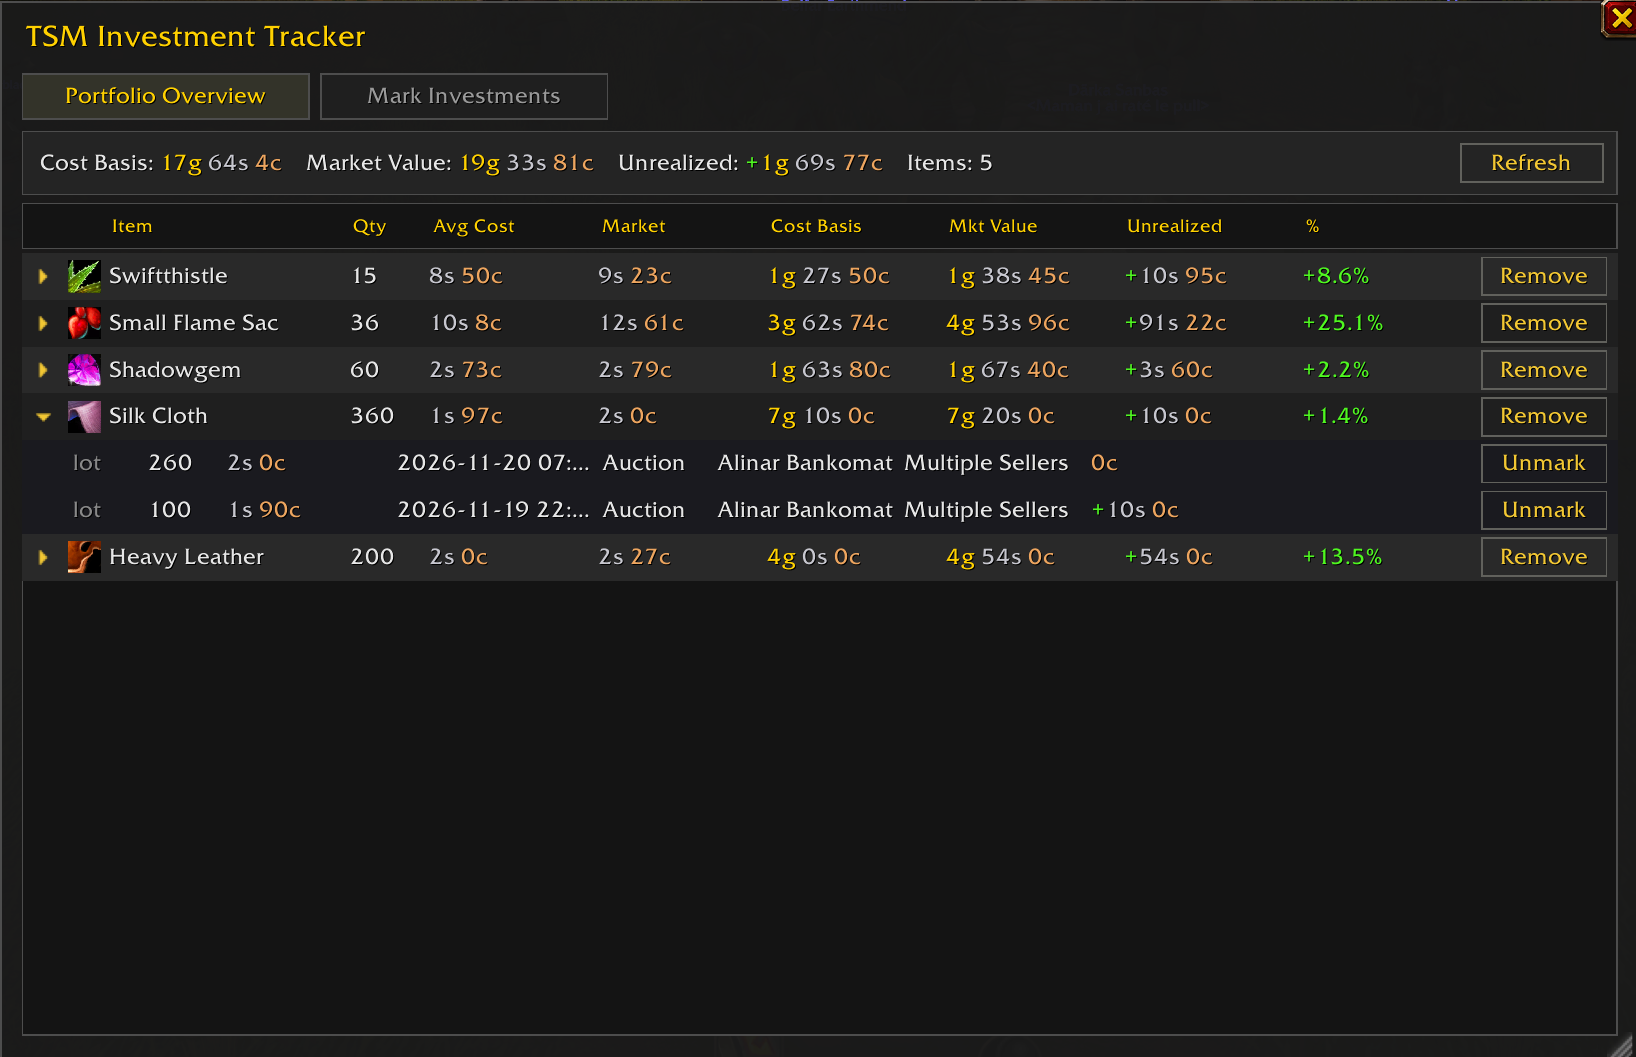 TSM Investment Tracker
Portfolio Overview Mark Investments
Cost Basis: 17g 64s 4c Market Value: 19g 33s 81c Unrealized: +1g 69s 77c Items: 5 Refresh
Item Qty Avg Cost Market Cost Basis Mkt Value Unrealized %
Swiftthistle 15 8s 50c 9s 23c 1g 27s 50c 1g 38s 45c +10s 95c +8.6% Remove
Small Flame Sac 36 10s 8c 12s 61c 3g 62s 74c 4g 53s 96c +91s 22c +25.1% Remove
Shadowgem 60 2s 73c 2s 79c 1g 63s 80c 1g 67s 40c +3s 60c +2.2% Remove
Silk Cloth 360 1s 97c 2s 0c 7g 10s 0c 7g 20s 0c +10s 0c +1.4% Remove
lot 260 2s 0c 2026-11-20 07:... Auction Alinar Bankomat Multiple Sellers 0c Unmark
lot 100 1s 90c 2026-11-19 22:... Auction Alinar Bankomat Multiple Sellers +10s 0c Unmark
Heavy Leather 200 2s 0c 2s 27c 4g 0s 0c 4g 54s 0c +54s 0c +13.5% Remove